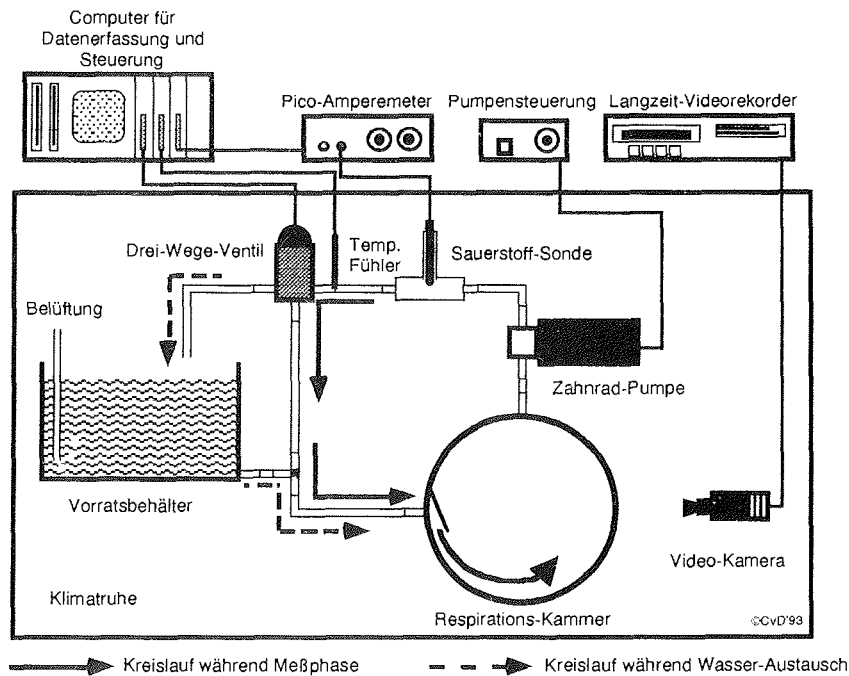 Computer für
Datenerfassung und
Steuerung
Pico-Amperemeter
Pumpensteuerung
Langzeit-Videorekorder
Drei-Wege-Ventil
Temp.
Fühler
Sauerstoff-Sonde
Belüftung
Zahnrad-Pumpe
Vorratsbehälter
Video-Kamera
Klimatruhe
Respirations-Kammer
©CvD'93
Kreislauf während Meßphase
Kreislauf während Wasser-Austausch